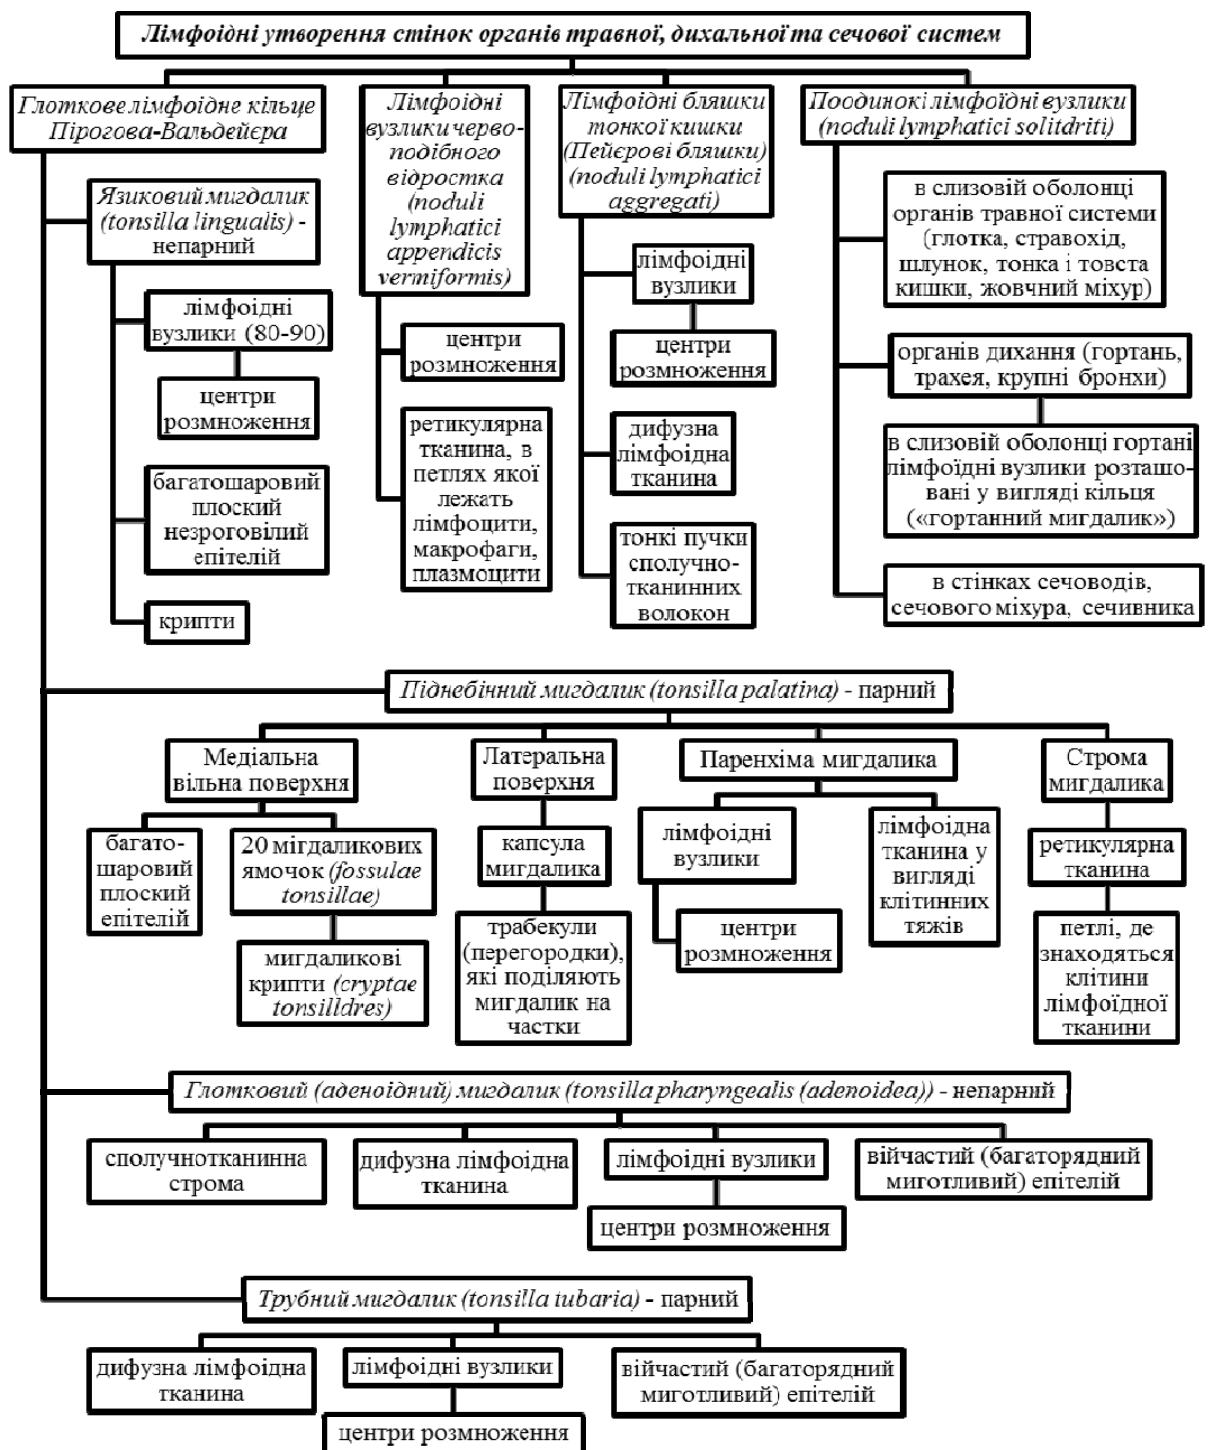 Лімфоідні утворення стінок органів травної, дихальної та сечової систем
Глоткове лімфоїдне кільце
Пірогова-Вальдейєра
Язиковий мигдалик
(tonsilla lingualis) -
непарний
лімфоїдні
вузлики (80-90)
центри
розмноження
багатошаровий
плоский
незроговілий
епітелій
крипти
Лімфоідні
вузлики черво-
подібного
відростка
(noduli
lymphatici
appendicis
vermiformis)
центри
розмноження
ретикулярна
тканина, в
петлях якої
лежать
лімфоцити,
макрофаги,
плазмоцити
Лімфоідні бляшки
тонкої кишки
(Пейєрові бляшки)
(noduli lymphatici
aggregati)
лімфоідні
вузлики
центри
розмноження
дифузна
лімфоідна
тканина
тонкі пучки
сполучно-
тканинних
волокон
Поодинокі лімфоїдні вузлики
(noduli lymphatici solitdriti)
в слизовій оболонці
органів травної системи
(глотка, стравохід,
шлунок, тонка і товста
кишки, жовчний міхур)
органів дихання (гортань,
трахея, крупні бронхи)
в слизовій оболонці гортані
лімфоїдні вузлики розташо-
вані у вигляді кільця
(«гортанний мигдалик»)
в стінках сечоводів,
сечового міхура, сечивника
Піднебінний мигдалик (tonsilla palatina) - парний
Медіальна
вільна поверхня
багато-
шаровий
плоский
епітелій
20 мігдаликових
ямочок (fossulae
tonsillae)
мигдаликові
крипти (cryptae
tonsilldres)
Латеральна
поверхня
капсула
мигдалика
трабекули
(перегородки),
які поділяють
мигдалик на
частки
Паренхіма мигдалика
лімфоїдні
вузлики
центри
розмноження
лімфоїдна
тканина у
вигляді
клітинних
тяжів
Строма
мигдалика
ретикулярна
тканина
петлі, де
знаходяться
клітини
лімфоїдної
тканини
Глотковий (аденоідний) мигдалик (tonsilla pharyngealis (adenoidea)) - непарний
сполучнотканинна
строма
дифузна лімфоідна
тканина
лімфоїдні вузлики
центри розмноження
війчастий (багаторядний
миготливий) епітелій
Трубний мигдалик (tonsilla tubaria) - парний
дифузна лімфоідна
тканина
лімфоїдні вузлики
центри розмноження
війчастий (багаторядний
миготливий) епітелій